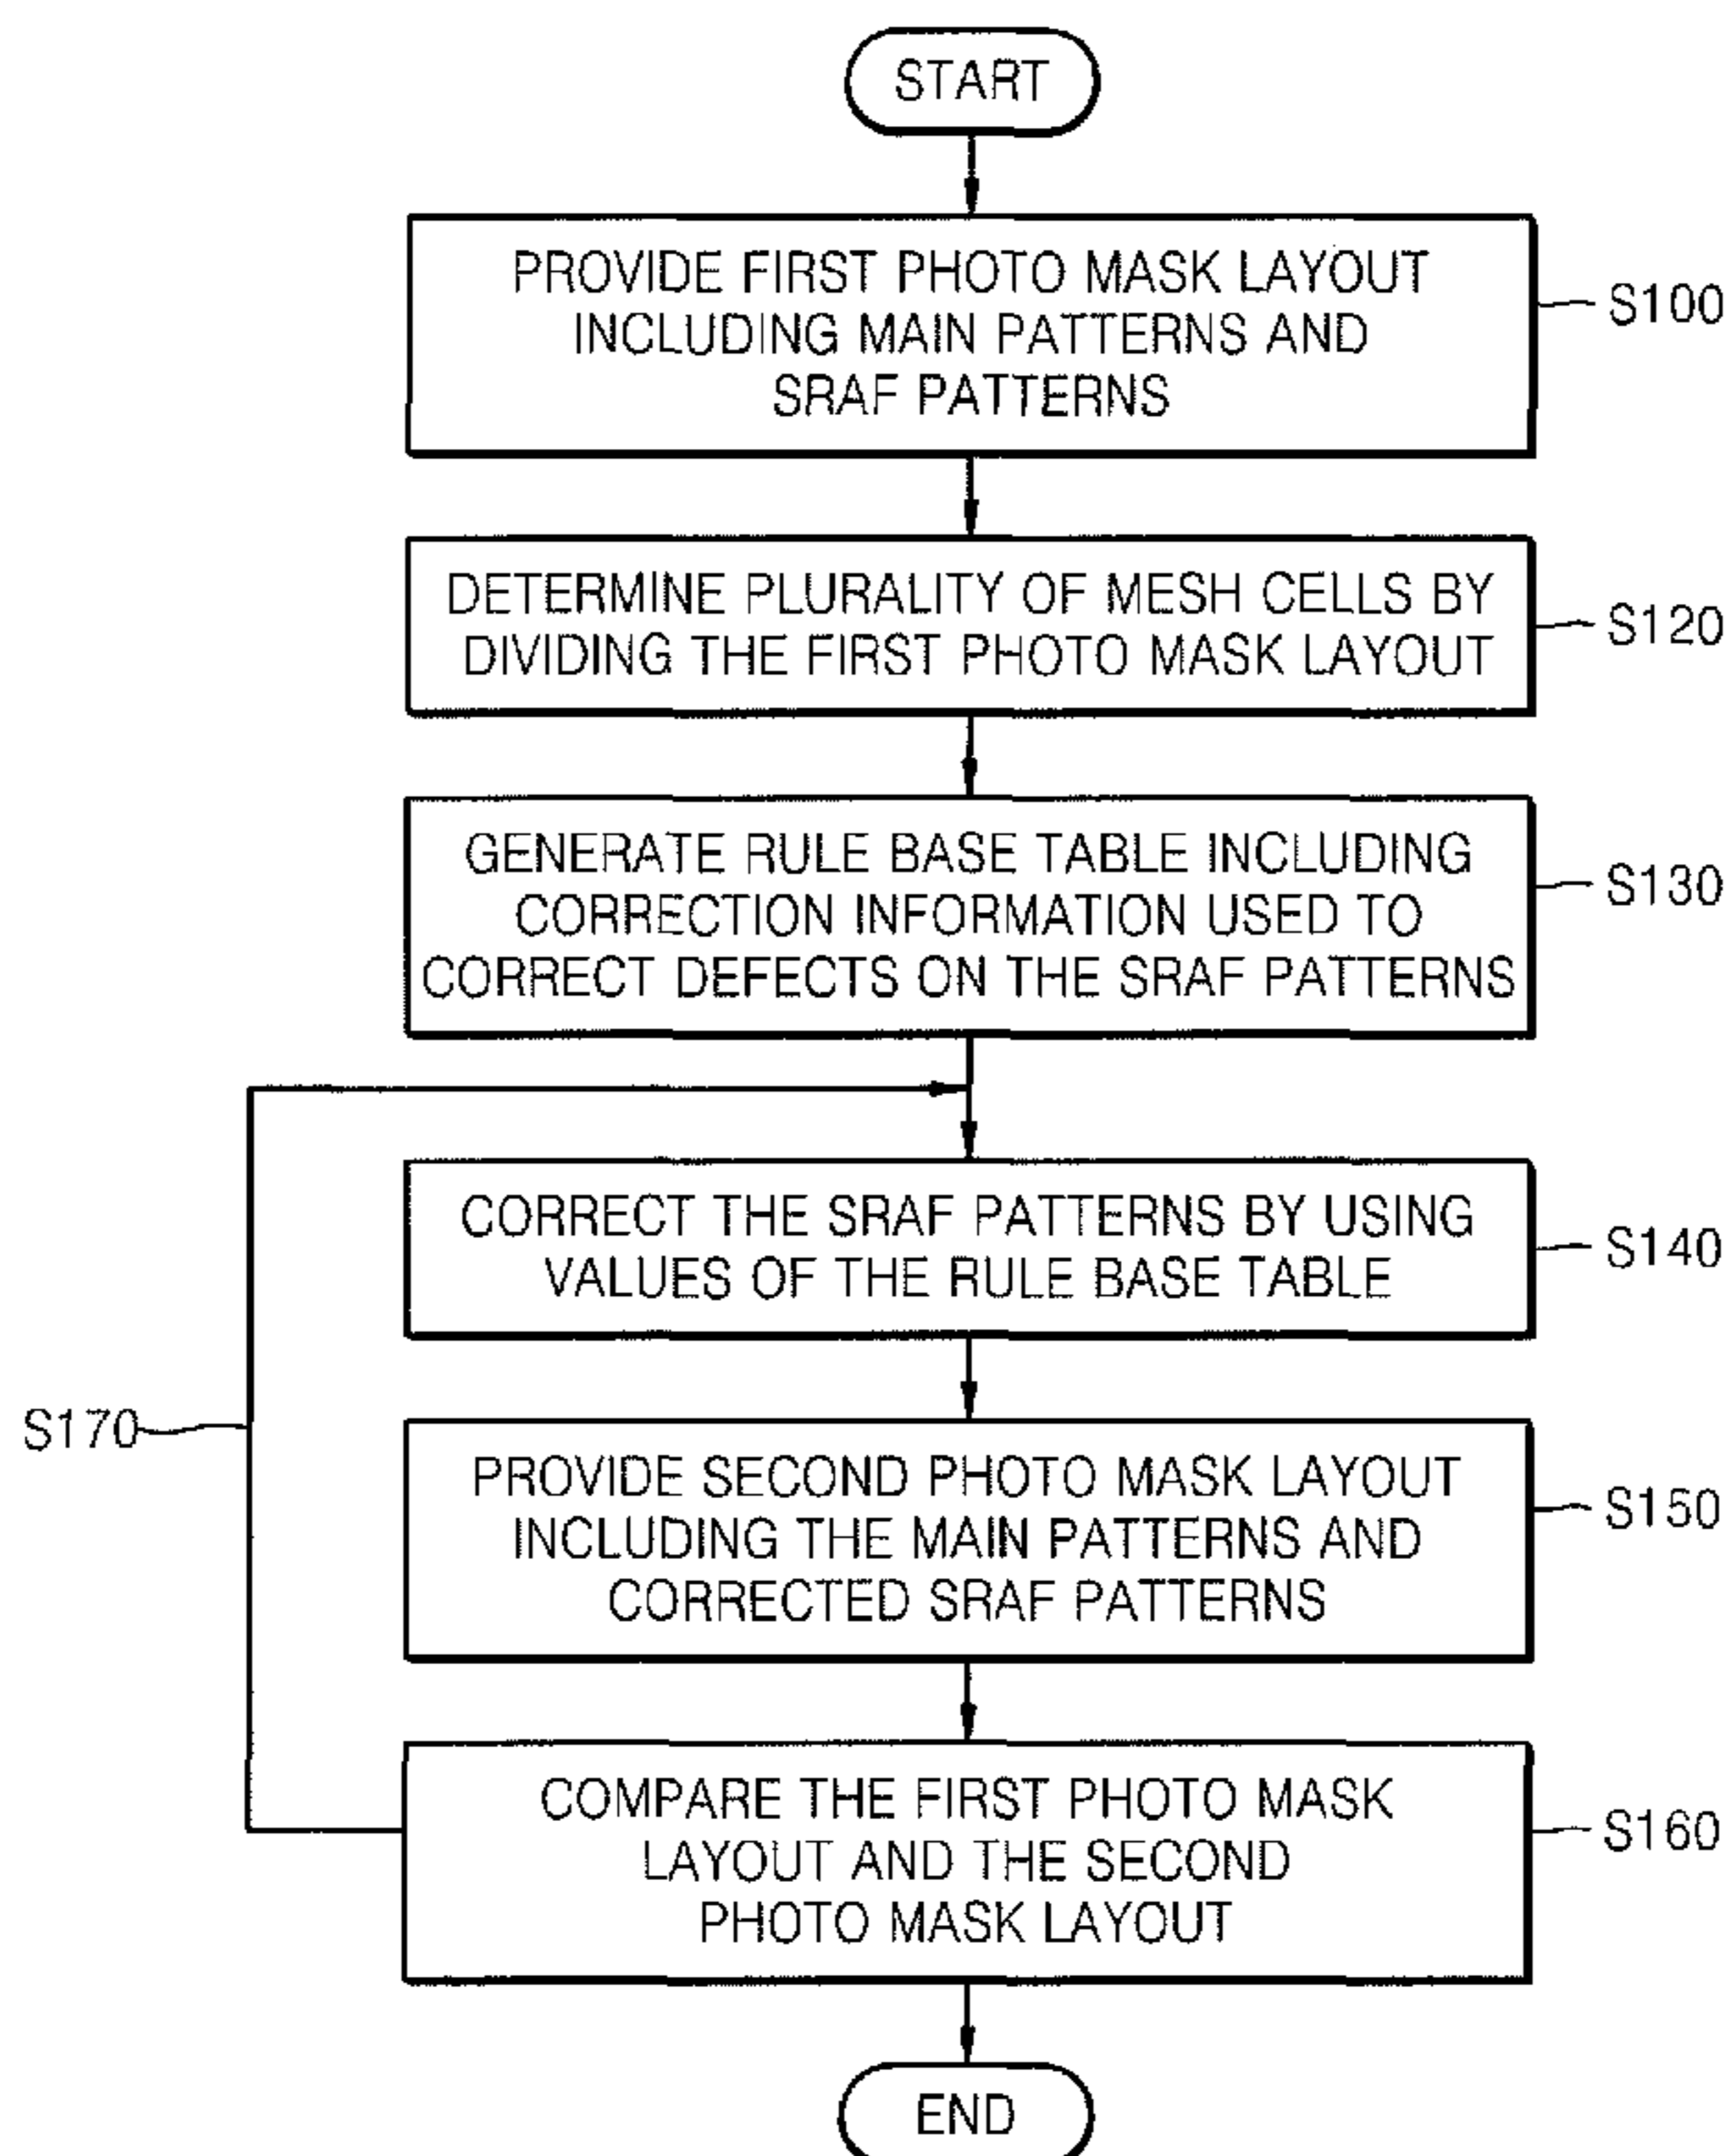 START
PROVIDE FIRST PHOTO MASK LAYOUT
INCLUDING MAIN PATTERNS AND
SRAF PATTERNS
S100
DETERMINE PLURALITY OF MESH CELLS BY
DIVIDING THE FIRST PHOTO MASK LAYOUT
S120
GENERATE RULE BASE TABLE INCLUDING
CORRECTION INFORMATION USED TO
CORRECT DEFECTS ON THE SRAF PATTERNS
S130
CORRECT THE SRAF PATTERNS BY USING
VALUES OF THE RULE BASE TABLE
S140
S170
PROVIDE SECOND PHOTO MASK LAYOUT
INCLUDING THE MAIN PATTERNS AND
CORRECTED SRAF PATTERNS
S150
COMPARE THE FIRST PHOTO MASK
LAYOUT AND THE SECOND
PHOTO MASK LAYOUT
S160
END